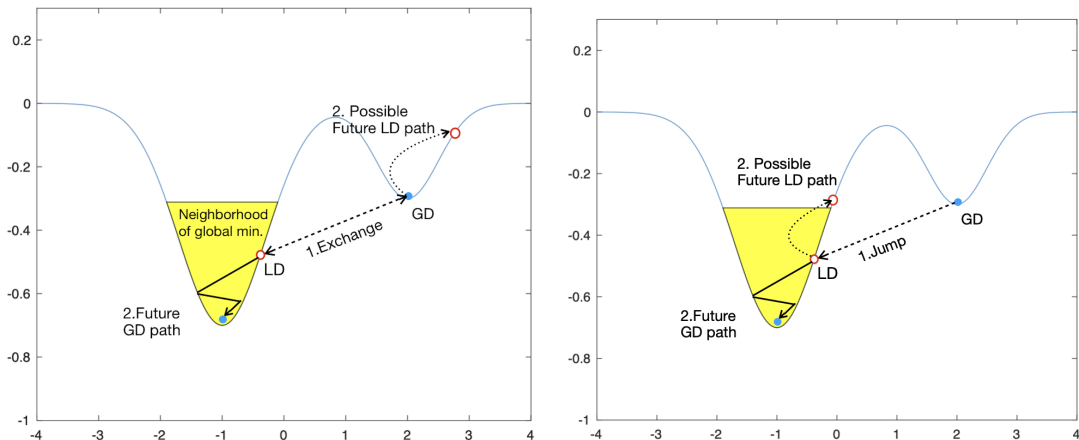 0.2
0
-0.2
-0.4
-0.6
-0.8
-1
-4
-3
-2
-1
0
1
2
3
4
2. Possible
Future LD path
Neighborhood
of global min.
GD
1.Exchange
LD
2.Future
GD path
0.2
0
-0.2
-0.4
-0.6
-0.8
-1
-4
-3
-2
-1
0
1
2
3
4
2. Possible
Future LD path
GD
1.Jump
LD
2.Future
GD path